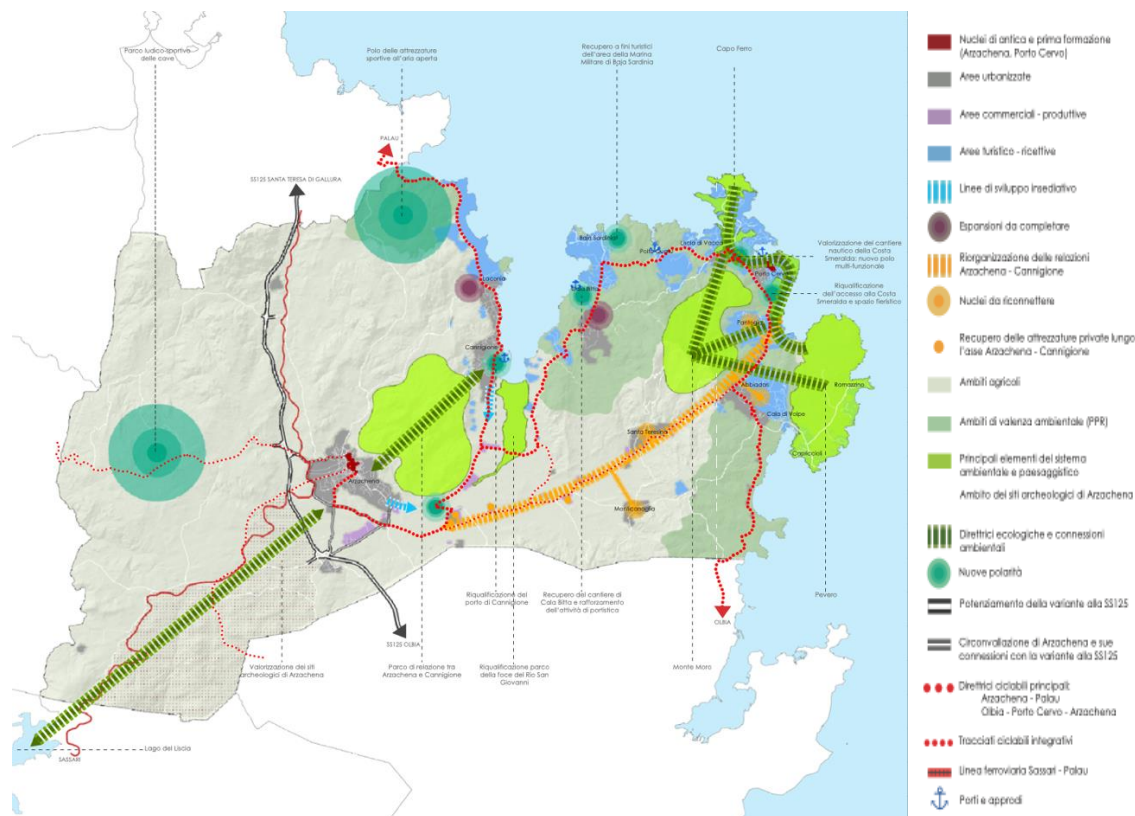 Parco ludico-sportivo
delle cave
Polo delle attrezzature
sportive all'aria aperta
Recupero a fini turistici
dell'area della Marina
Militare di Baja Sardinia
Capo Ferro
PALAU
SS125 SANTA TERESA DI GALLURA
Baja Sardinia
Poltu Quatu
Liscia di Vacca
Porto Cervo
Valorizzazione del cantiere
nautico della Costa
Smeralda: nuovo polo
multi-funzionale
Riqualificazione
dell'accesso alla Costa
Smeralda e spazio fieristico
Laconia
Cala Bitta
Cannigione
Pantogia
Abbiadori
Romazzino
Cala di Volpe
Capriccioli
Santa Teresina
Arzachena
Monticanaglia
Riqualificazione del
porto di Cannigione
Recupero del cantiere di
Cala Bitta e rafforzamento
dell'attività di portistica
Pevero
OLBIA
SS125 OLBIA
Valorizzazione dei siti
archeologici di Arzachena
Parco di relazione tra
Arzachena e Cannigione
Riqualificazione parco
della foce del Rio San
Giovanni
Monte Moro
Lago del Liscia
SASSARI
Nuclei di antica e prima formazione
(Arzachena, Porto Cervo)
Aree urbanizzate
Aree commerciali - produttive
Aree turistico - ricettive
Linee di sviluppo insediativo
Espansioni da completare
Riorganizzazione delle relazioni
Arzachena - Cannigione
Nuclei da riconnettere
Recupero delle attrezzature private lungo
l'asse Arzachena - Cannigione
Ambiti agricoli
Ambiti di valenza ambientale (PPR)
Principali elementi del sistema
ambientale e paesaggistico
Ambito dei siti archeologici di Arzachena
Direttrici ecologiche e connessioni
ambientali
Nuove polarità
Potenziamento della variante alla SS125
Circonvallazione di Arzachena e sue
connessioni con la variante alla SS125
Direttrici ciclabili principali:
Arzachena - Palau
Olbia - Porto Cervo - Arzachena
Tracciati ciclabili integrativi
Linea ferroviaria Sassari - Palau
Porti e approdi